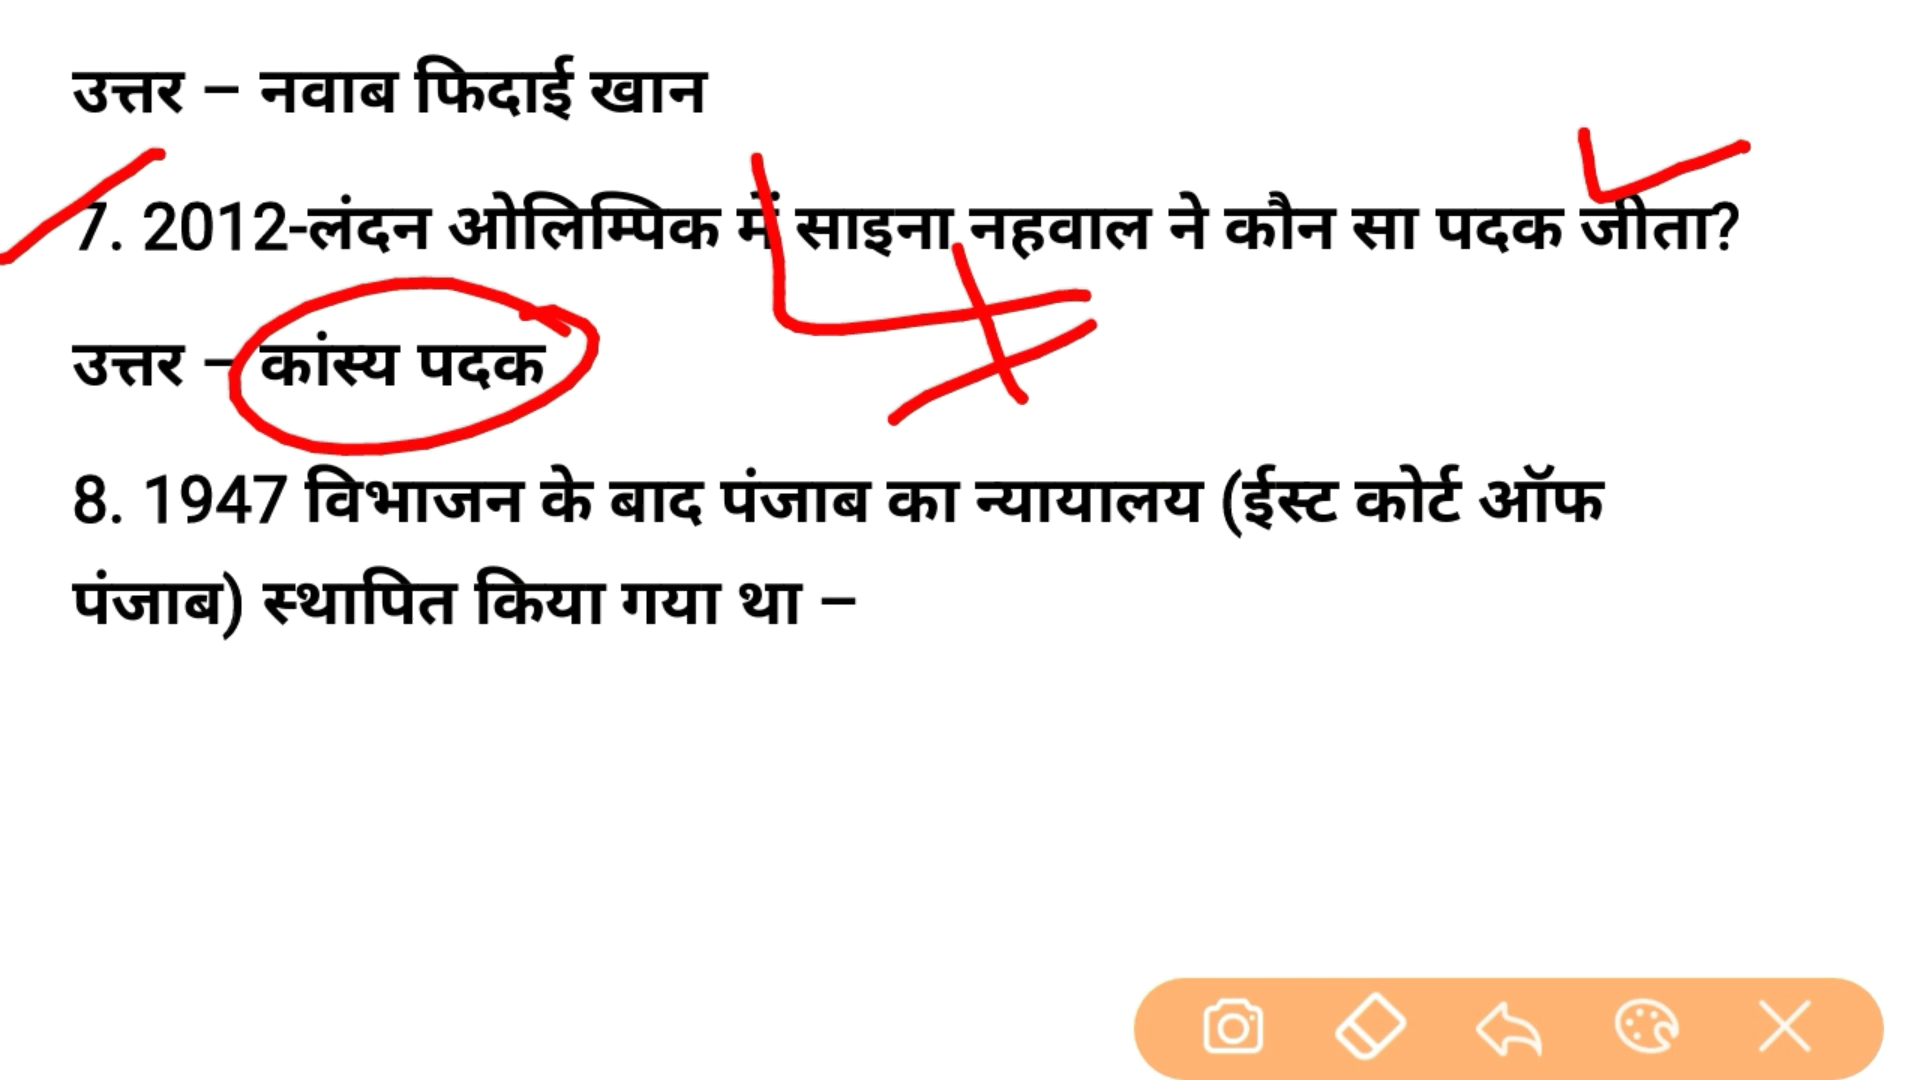 उत्तर – नवाब फिदाई खान
7. 2012-लंदन ओलिम्पिक में साइना नहवाल ने कौन सा पदक जीता?
उत्तर – कांस्य पदक
8. 1947 विभाजन के बाद पंजाब का न्यायालय (ईस्ट कोर्ट ऑफ
पंजाब) स्थापित किया गया था –